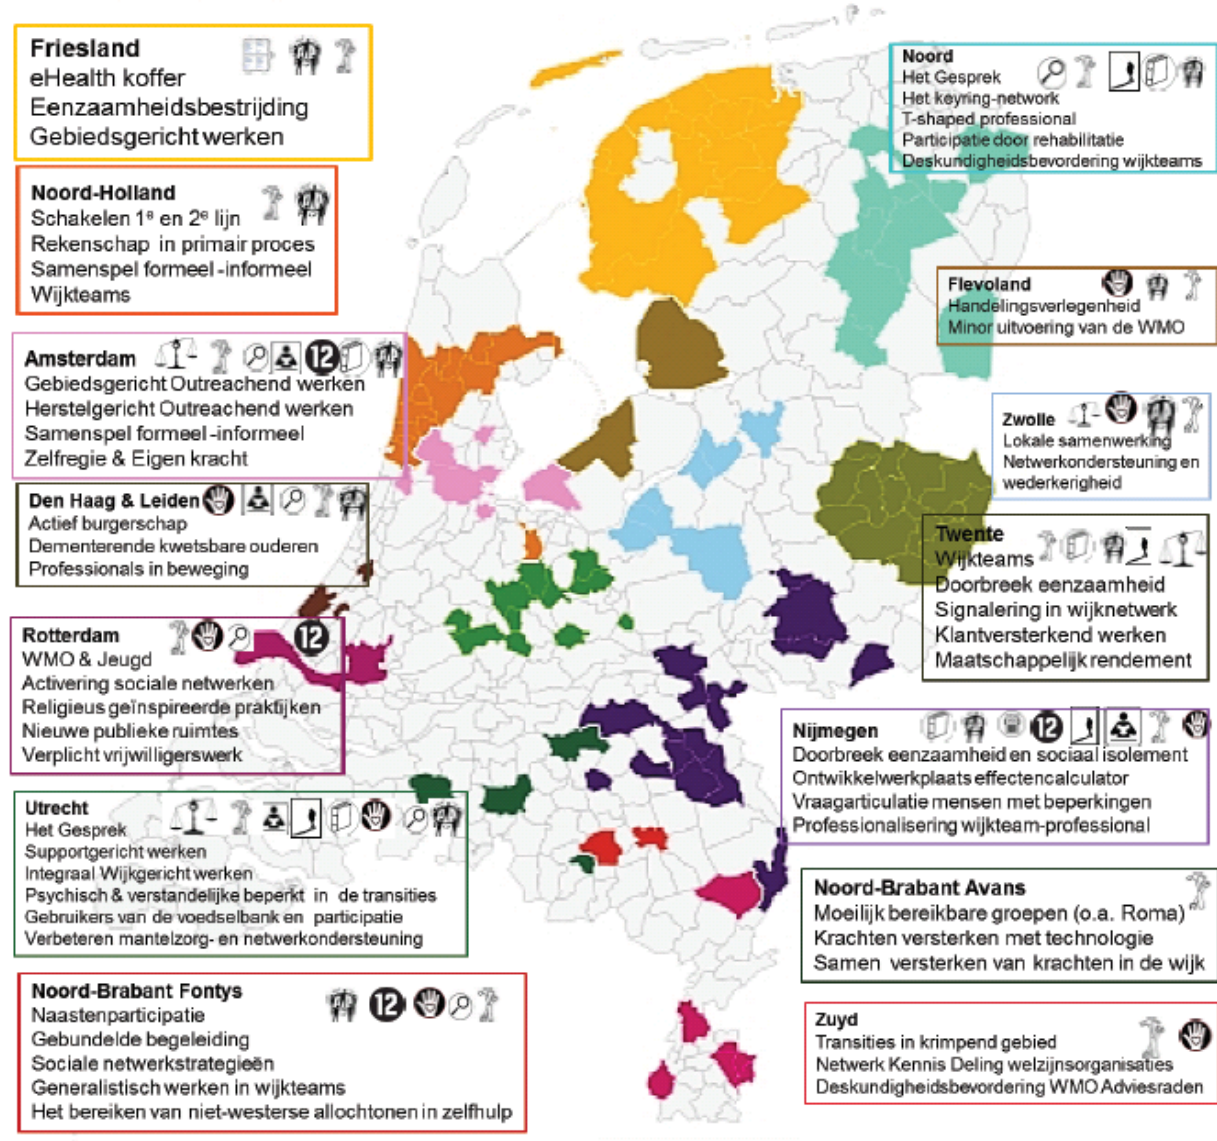 Friesland
eHealth koffer
Eenzaamheidsbestrijding
Gebiedsgericht werken
Noord-Holland
Schakelen 1e en 2e lijn
Rekenschap in primair proces
Samenspel formeel -informeel
Wijkteams
Amsterdam
12
Gebiedsgericht Outreachend werken
Herstelgericht Outreachend werken
Samenspel formeel -informeel
Zelfregie & Eigen kracht
Den Haag & Leiden
Actief burgerschap
Dementerende kwetsbare ouderen
Professionals in beweging
Rotterdam
12
WMO & Jeugd
Activering sociale netwerken
Religieus geïnspireerde praktijken
Nieuwe publieke ruimtes
Verplicht vrijwilligerswerk
Utrecht
Het Gesprek
Supportgericht werken
Integraal Wijkgericht werken
Psychisch & verstandelijke beperkt in de transities
Gebruikers van de voedselbank en participatie
Verbeteren mantelzorg- en netwerkondersteuning
Noord-Brabant Fontys
12
Naastenparticipatie
Gebundelde begeleiding
Sociale netwerkstrategieën
Generalistisch werken in wijkteams
Het bereiken van niet-westerse allochtonen in zelfhulp
Noord
Het Gesprek
Het keyring-network
T-shaped professional
Participatie door rehabilitatie
Deskundigheidsbevordering wijkteams
Flevoland
Handelingsverlegenheid
Minor uitvoering van de WMO
Zwolle
Lokale samenwerking
Netwerkondersteuning en
wederkerigheid
Twente
Wijkteams
Doorbreek eenzaamheid
Signalering in wijknetwerk
Klantversterkend werken
Maatschappelijk rendement
Nijmegen
12
Doorbreek eenzaamheid en sociaal isolement
Ontwikkelwerkplaats effectencalculator
Vraagarticulatie mensen met beperkingen
Professionalisering wijkteam-professional
Noord-Brabant Avans
Moeilijk bereikbare groepen (o.a. Roma)
Krachten versterken met technologie
Samen versterken van krachten in de wijk
Zuyd
Transities in krimpend gebied
Netwerk Kennis Deling welzijnsorganisaties
Deskundigheidsbevordering WMO Adviesraden